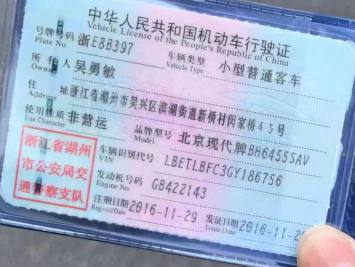 中华人民共和国机动车行驶证
Vehicle License of the People's Republic of China
号牌号码 浙E8B397 车辆类型 小型普通客车
Plate No. Vehicle Type
所有人 吴勇敏
Owner
住址 浙江省湖州市吴兴区滨湖街道新桥村闵家桥45号
Address
使用性质 非营运 品牌型号 北京现代牌BH6455SAV
Use Character Model
浙江省湖州
市公安局交
通警察支队
车辆识别代号 LBETLBFC3GY186756
VIN
发动机号码 GB422143
Engine No.
注册日期 2016-11-29 发证日期 2016-11-29
Register Date Issue Date